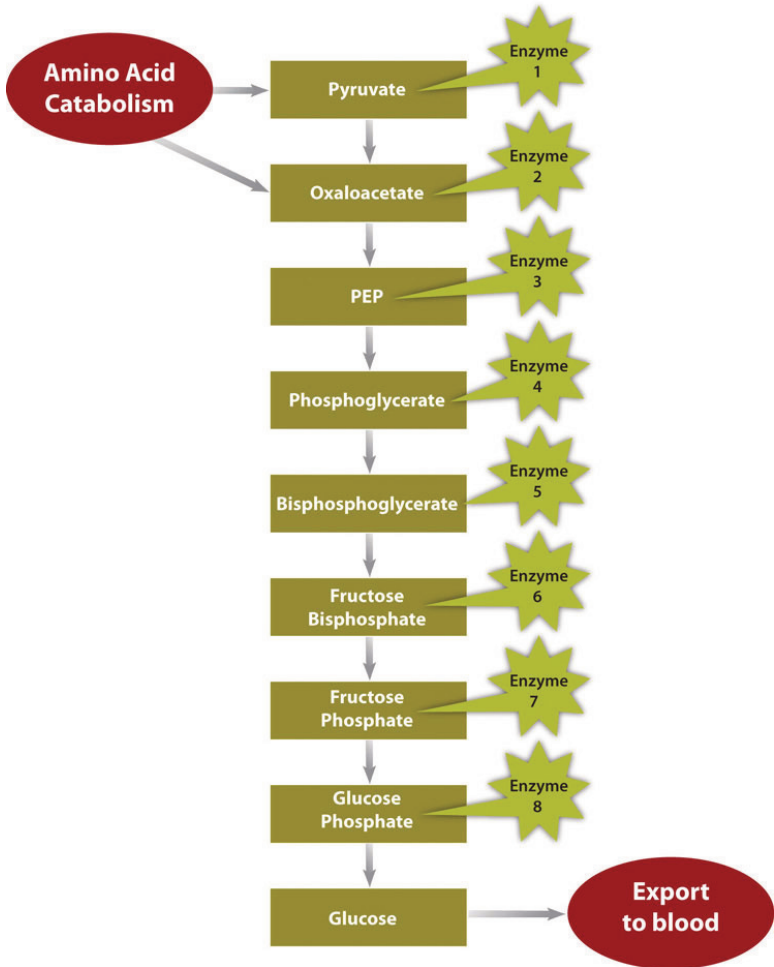 Amino Acid
Catabolism
Pyruvate
Enzyme
1
Oxaloacetate
Enzyme
2
PEP
Enzyme
3
Phosphoglycerate
Enzyme
4
Bisphosphoglycerate
Enzyme
5
Fructose
Bisphosphate
Enzyme
6
Fructose
Phosphate
Enzyme
7
Glucose
Phosphate
Enzyme
8
Glucose
Export
to blood